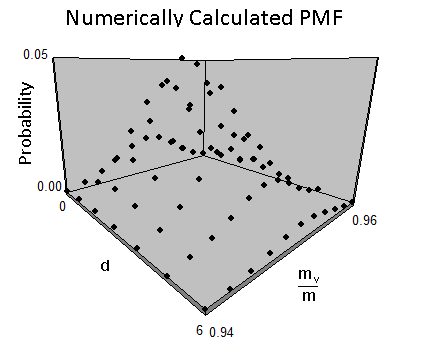 Numerically Calculated PMF
0.05
Probability
0.00
0
0.96
d
m_v
m
6 0.94